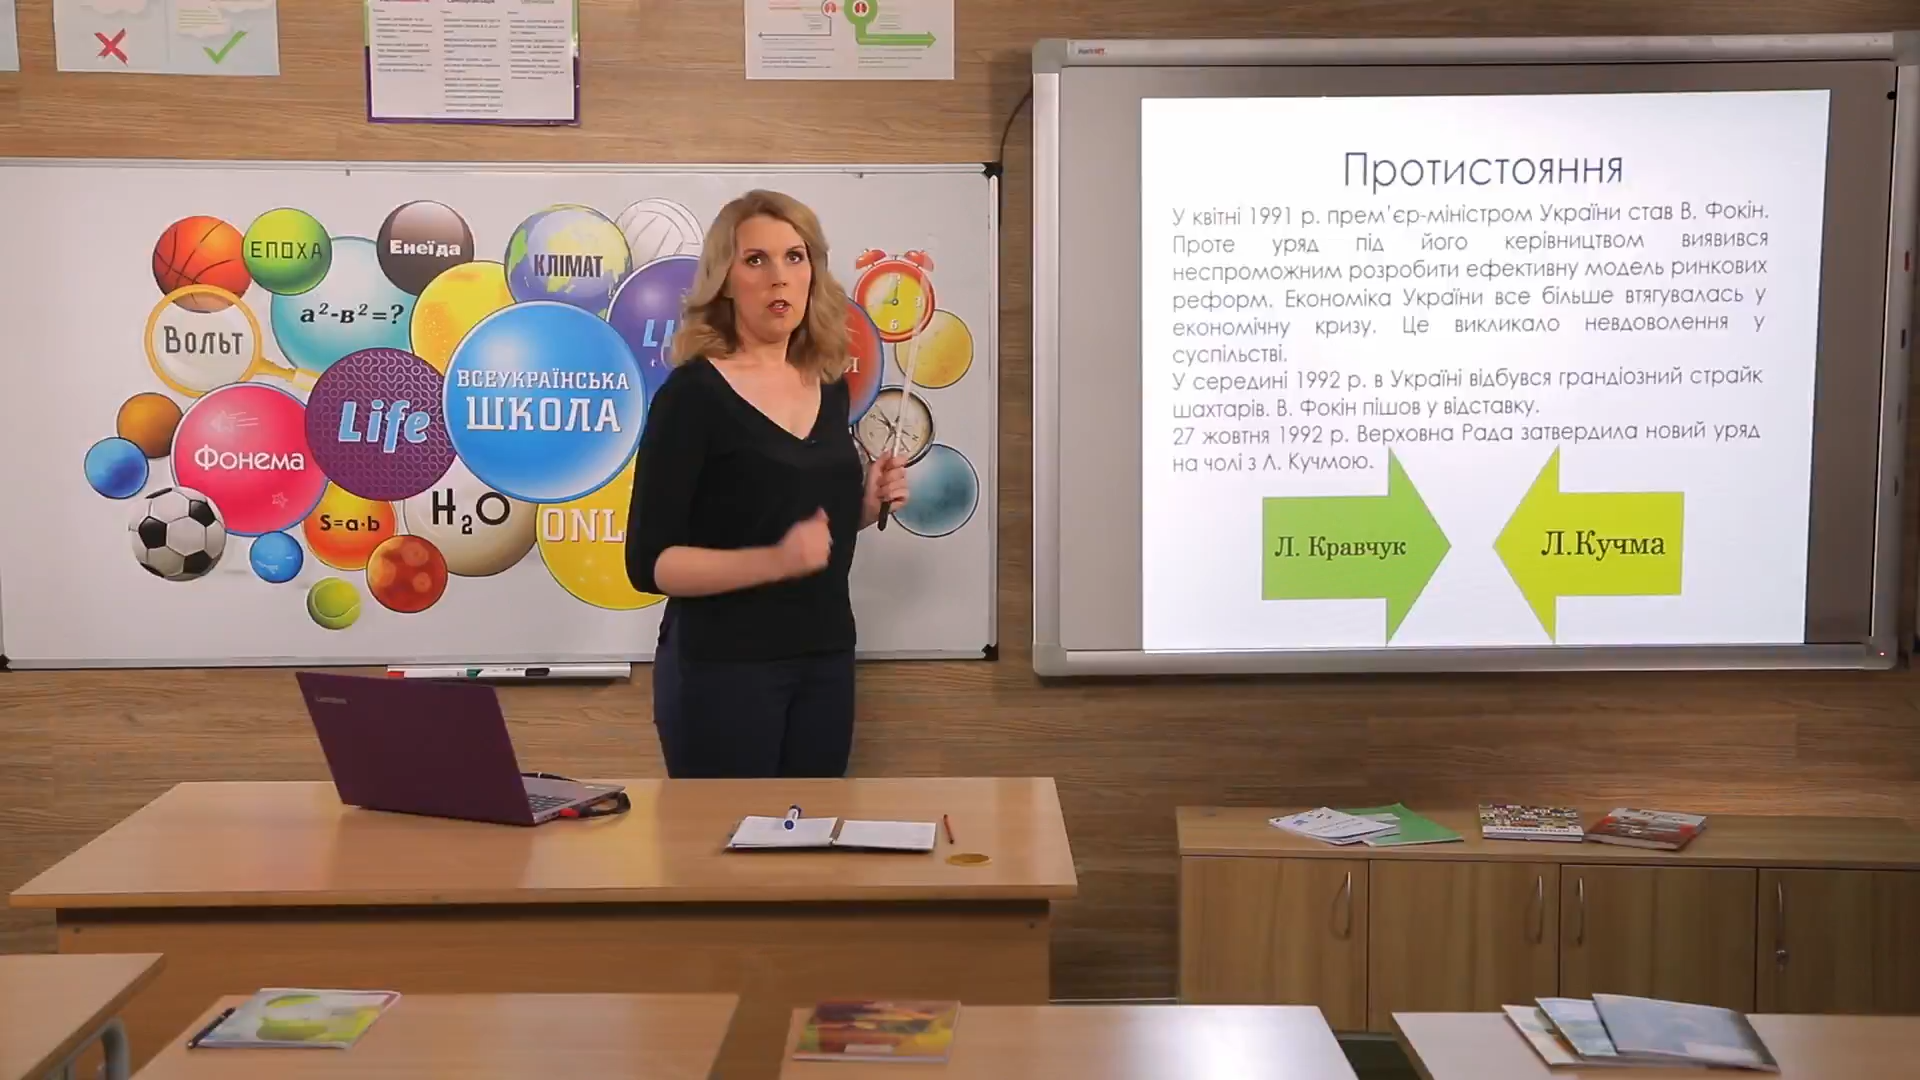 ЕПОХА
Енеїда
КЛІМАТ
a²-в²=?
Вольт
ВСЕУКРАЇНСЬКА
ШКОЛА
Life
Фонема
S=a·b
H₂O
ONL
Протистояння
У квітні 1991 р. прем’єр-міністром України став В. Фокін.
Проте уряд під його керівництвом виявився
неспроможним розробити ефективну модель ринкових
реформ. Економіка України все більше втягувалась у
економічну кризу. Це викликало невдоволення у
суспільстві.
У середині 1992 р. в Україні відбувся грандіозний страйк
шахтарів. В. Фокін пішов у відставку.
27 жовтня 1992 р. Верховна Рада затвердила новий уряд
на чолі з Л. Кучмою.
Л. Кравчук
Л.Кучма